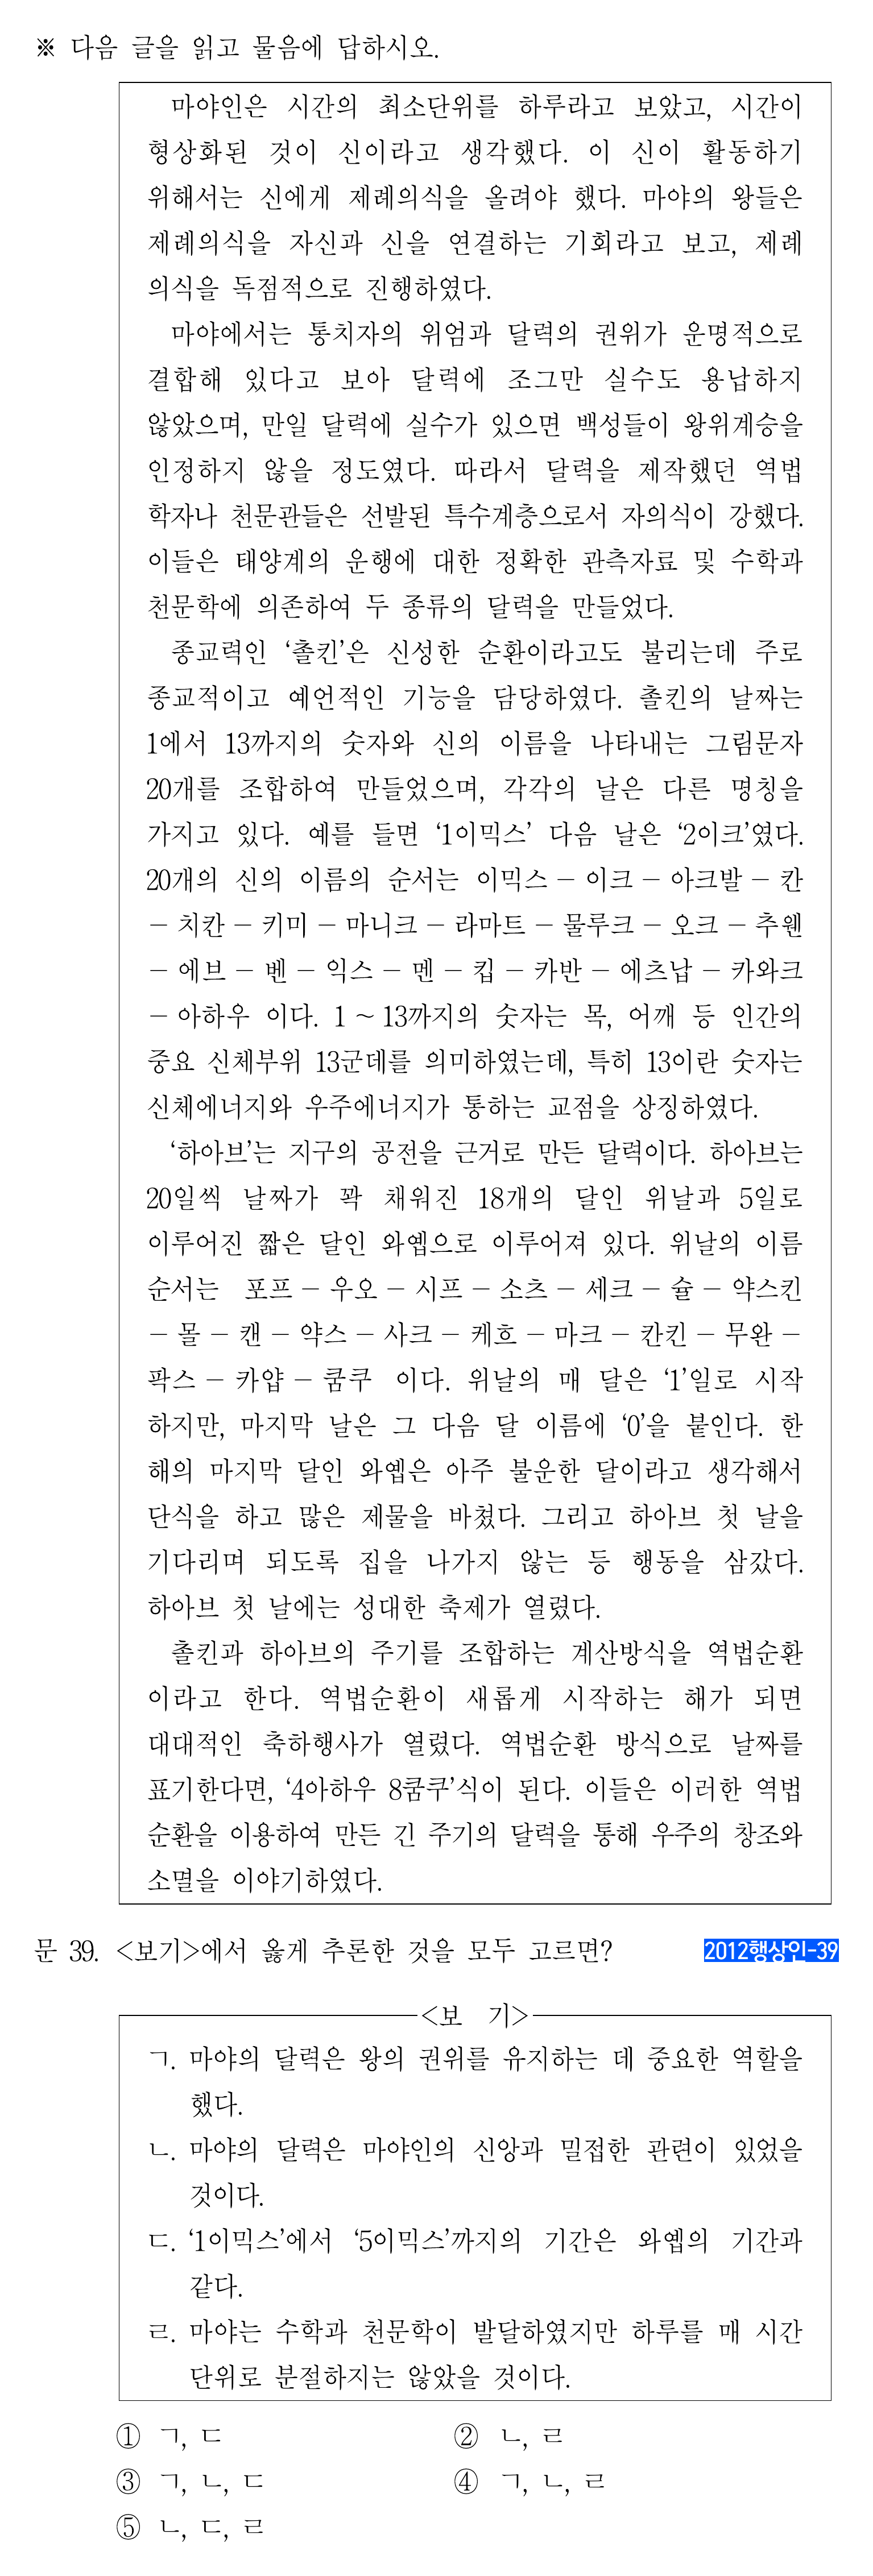 ※ 다음 글을 읽고 물음에 답하시오.
마야인은 시간의 최소단위를 하루라고 보았고, 시간이
형상화된 것이 신이라고 생각했다. 이 신이 활동하기
위해서는 신에게 제례의식을 올려야 했다. 마야의 왕들은
제례의식을 자신과 신을 연결하는 기회라고 보고, 제례
의식을 독점적으로 진행하였다.
마야에서는 통치자의 위엄과 달력의 권위가 운명적으로
결합해 있다고 보아 달력에 조그만 실수도 용납하지
않았으며, 만일 달력에 실수가 있으면 백성들이 왕위계승을
인정하지 않을 정도였다. 따라서 달력을 제작했던 역법
학자나 천문관들은 선발된 특수계층으로서 자의식이 강했다.
이들은 태양계의 운행에 대한 정확한 관측자료 및 수학과
천문학에 의존하여 두 종류의 달력을 만들었다.
종교력인 ‘촐킨’은 신성한 순환이라고도 불리는데 주로
종교적이고 예언적인 기능을 담당하였다. 촐킨의 날짜는
1에서 13까지의 숫자와 신의 이름을 나타내는 그림문자
20개를 조합하여 만들었으며, 각각의 날은 다른 명칭을
가지고 있다. 예를 들면 ‘1이믹스’ 다음 날은 ‘2이크’였다.
20개의 신의 이름의 순서는 이믹스 － 이크 － 아크발 － 칸
－ 치칸 － 키미 － 마니크 － 라마트 － 물루크 － 오크 － 추웬
－ 에브 － 벤 － 익스 － 멘 － 킵 － 카반 － 에츠납 － 카와크
－ 아하우 이다. 1 ~ 13까지의 숫자는 목, 어깨 등 인간의
중요 신체부위 13군데를 의미하였는데, 특히 13이란 숫자는
신체에너지와 우주에너지가 통하는 교점을 상징하였다.
‘하아브’는 지구의 공전을 근거로 만든 달력이다. 하아브는
20일씩 날짜가 꽉 채워진 18개의 달인 위날과 5일로
이루어진 짧은 달인 와옙으로 이루어져 있다. 위날의 이름
순서는 포프 － 우오 － 시프 － 소츠 － 세크 － 슐 － 약스킨
－ 몰 － 캔 － 약스 － 사크 － 케흐 － 마크 － 칸킨 － 무완 －
팍스 － 카얍 － 쿰쿠 이다. 위날의 매 달은 ‘1’일로 시작
하지만, 마지막 날은 그 다음 달 이름에 ‘0’을 붙인다. 한
해의 마지막 달인 와옙은 아주 불운한 달이라고 생각해서
단식을 하고 많은 제물을 바쳤다. 그리고 하아브 첫 날을
기다리며 되도록 집을 나가지 않는 등 행동을 삼갔다.
하아브 첫 날에는 성대한 축제가 열렸다.
촐킨과 하아브의 주기를 조합하는 계산방식을 역법순환
이라고 한다. 역법순환이 새롭게 시작하는 해가 되면
대대적인 축하행사가 열렸다. 역법순환 방식으로 날짜를
표기한다면, ‘4아하우 8쿰쿠’식이 된다. 이들은 이러한 역법
순환을 이용하여 만든 긴 주기의 달력을 통해 우주의 창조와
소멸을 이야기하였다.
문 39. <보기>에서 옳게 추론한 것을 모두 고르면? 2012행상인-39
<보 기>
ㄱ. 마야의 달력은 왕의 권위를 유지하는 데 중요한 역할을
했다.
ㄴ. 마야의 달력은 마야인의 신앙과 밀접한 관련이 있었을
것이다.
ㄷ. ‘1이믹스’에서 ‘5이믹스’까지의 기간은 와옙의 기간과
같다.
ㄹ. 마야는 수학과 천문학이 발달하였지만 하루를 매 시간
단위로 분절하지는 않았을 것이다.
① ㄱ, ㄷ ② ㄴ, ㄹ
③ ㄱ, ㄴ, ㄷ ④ ㄱ, ㄴ, ㄹ
⑤ ㄴ, ㄷ, ㄹ